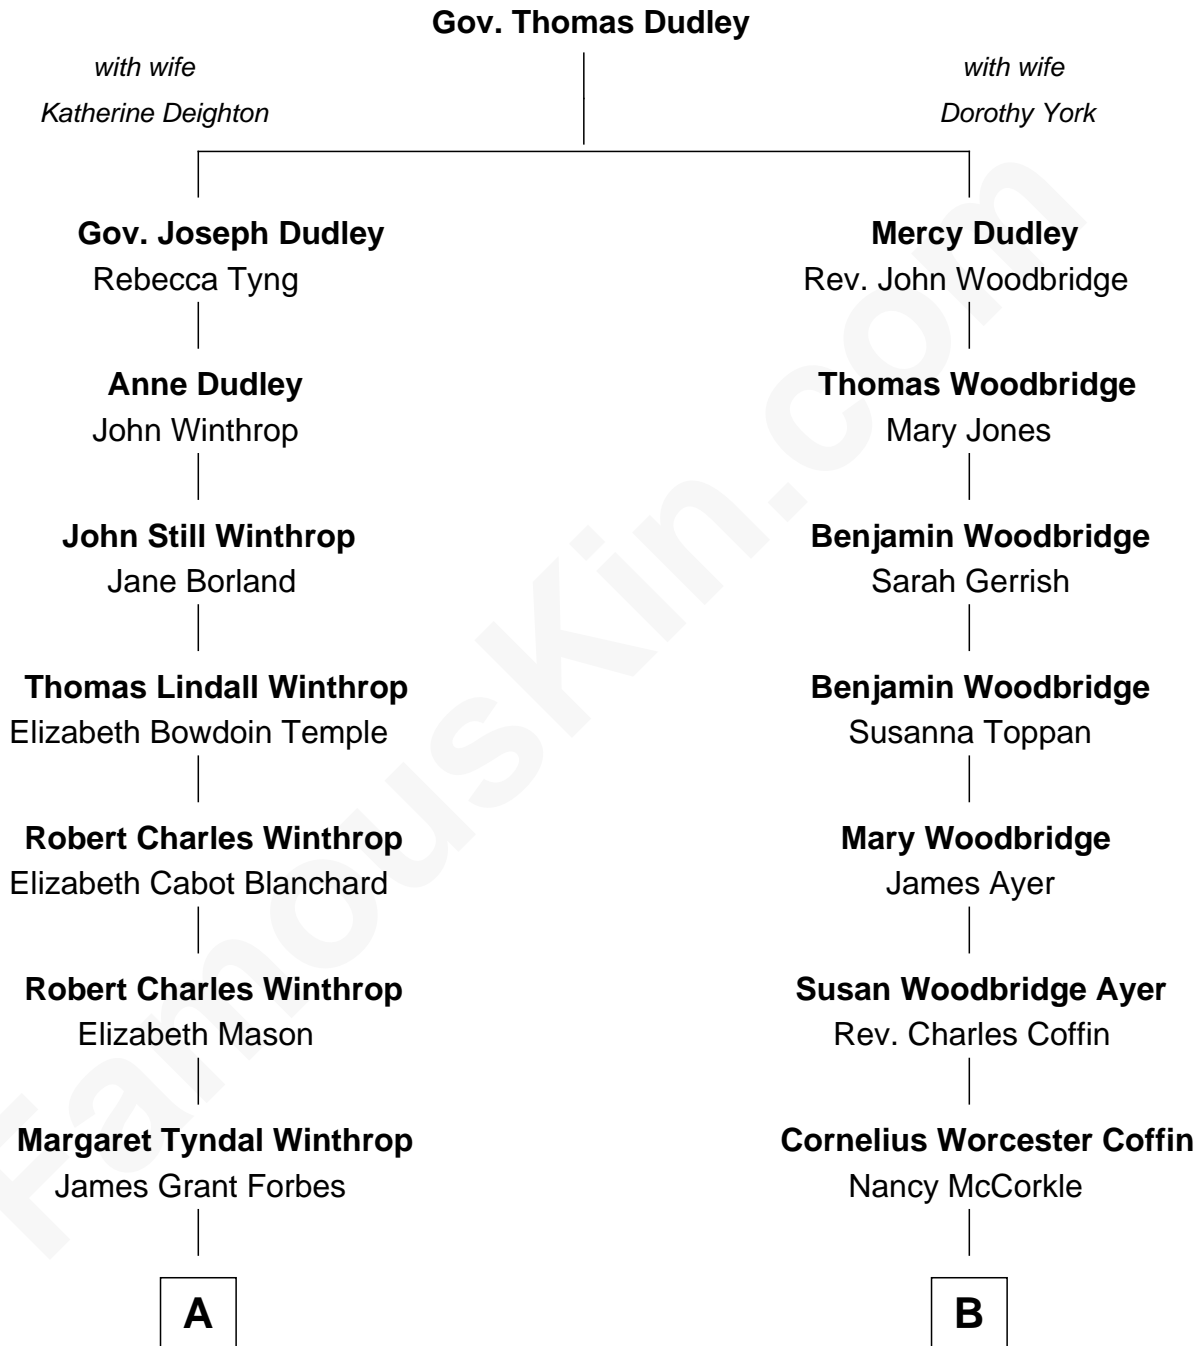 Gov. Thomas Dudley
with wife
Katherine Deighton
with wife
Dorothy York
Gov. Joseph Dudley
Rebecca Tyng
Mercy Dudley
Rev. John Woodbridge
Anne Dudley
John Winthrop
Thomas Woodbridge
Mary Jones
John Still Winthrop
Jane Borland
Benjamin Woodbridge
Sarah Gerrish
Thomas Lindall Winthrop
Elizabeth Bowdoin Temple
Benjamin Woodbridge
Susanna Toppan
Robert Charles Winthrop
Elizabeth Cabot Blanchard
Mary Woodbridge
James Ayer
Robert Charles Winthrop
Elizabeth Mason
Susan Woodbridge Ayer
Rev. Charles Coffin
Margaret Tyndal Winthrop
James Grant Forbes
Cornelius Worcester Coffin
Nancy McCorkle
A
B
FamousKin.com